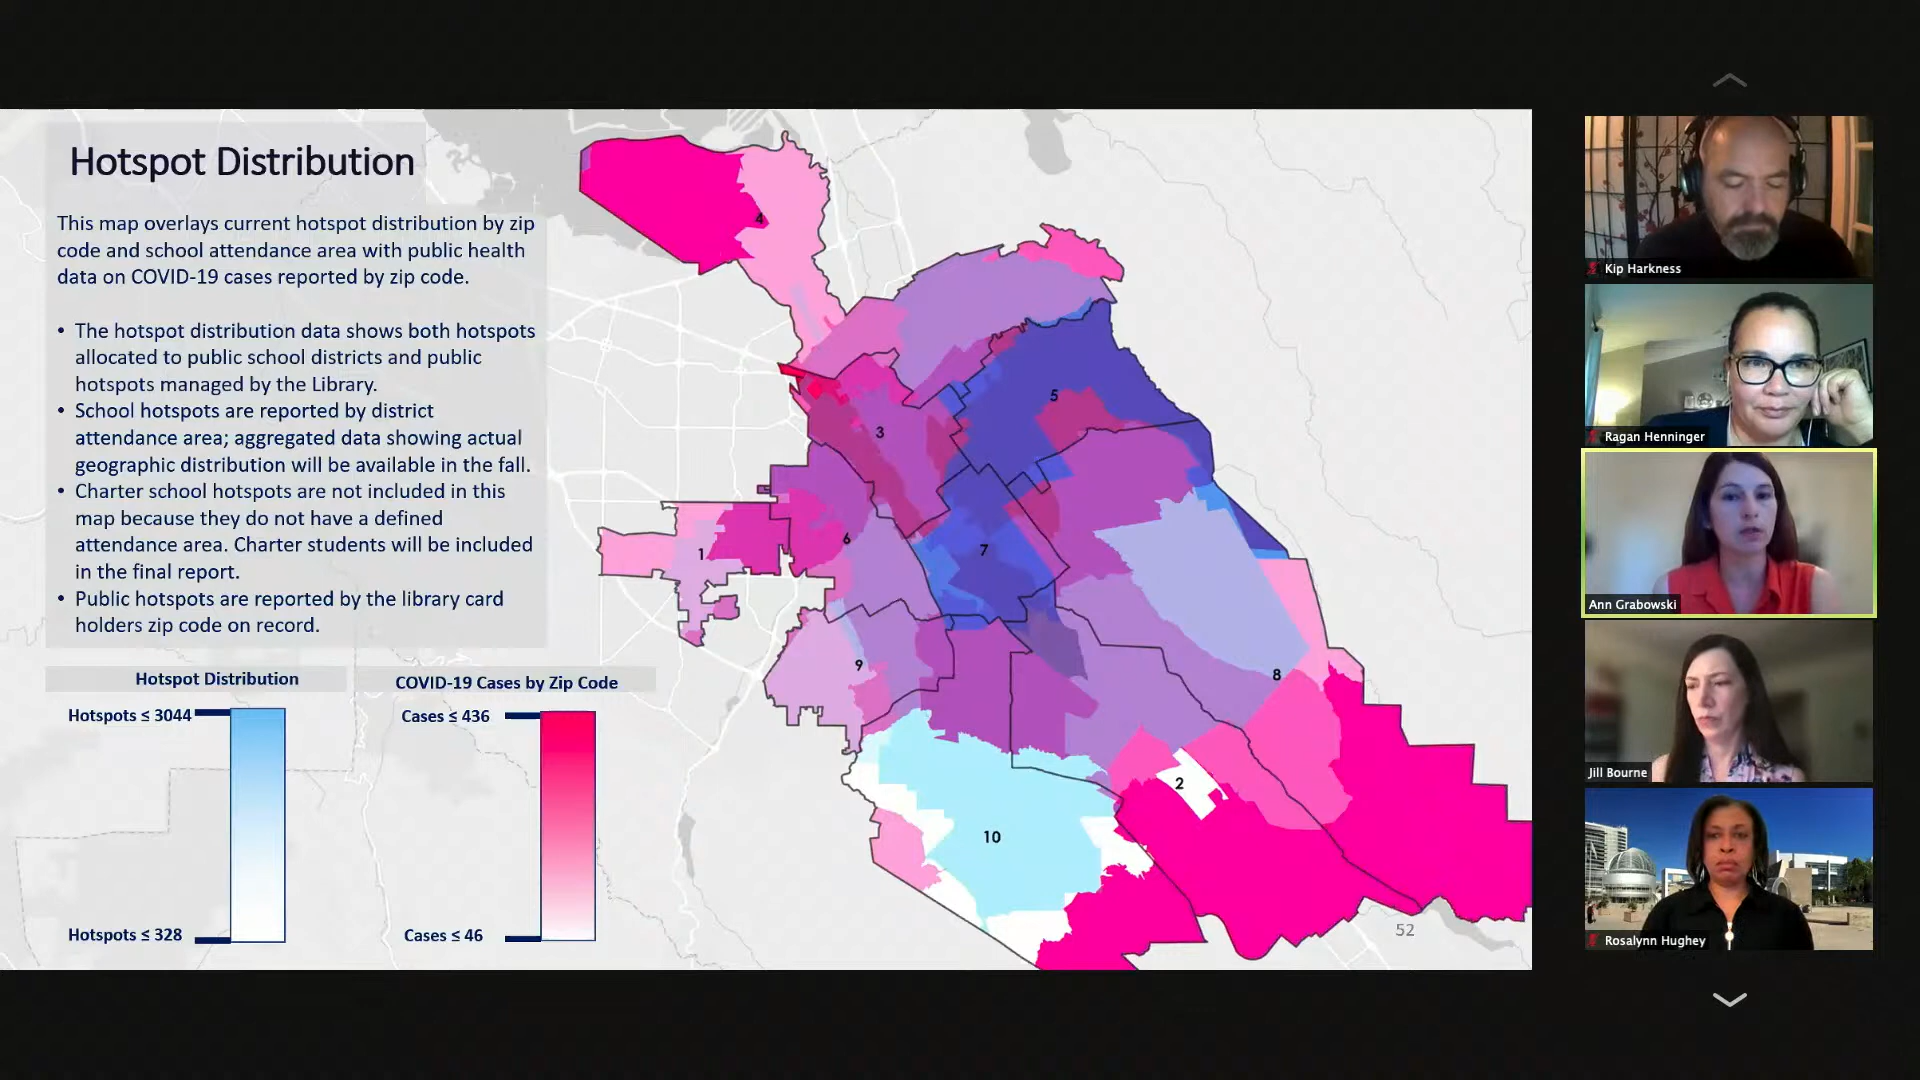 Hotspot Distribution
This map overlays current hotspot distribution by zip
code and school attendance area with public health
data on COVID-19 cases reported by zip code.
• The hotspot distribution data shows both hotspots
allocated to public school districts and public
hotspots managed by the Library.
• School hotspots are reported by district
attendance area; aggregated data showing actual
geographic distribution will be available in the fall.
• Charter school hotspots are not included in this
map because they do not have a defined
attendance area. Charter students will be included
in the final report.
• Public hotspots are reported by the library card
holders zip code on record.
Hotspot Distribution
Hotspots ≤ 3044
Hotspots ≤ 328
COVID-19 Cases by Zip Code
Cases ≤ 436
Cases ≤ 46
4
5
3
7
6
1
9
8
2
10
52
Kip Harkness
Ragan Henninger
Ann Grabowski
Jill Bourne
Rosalynn Hughey